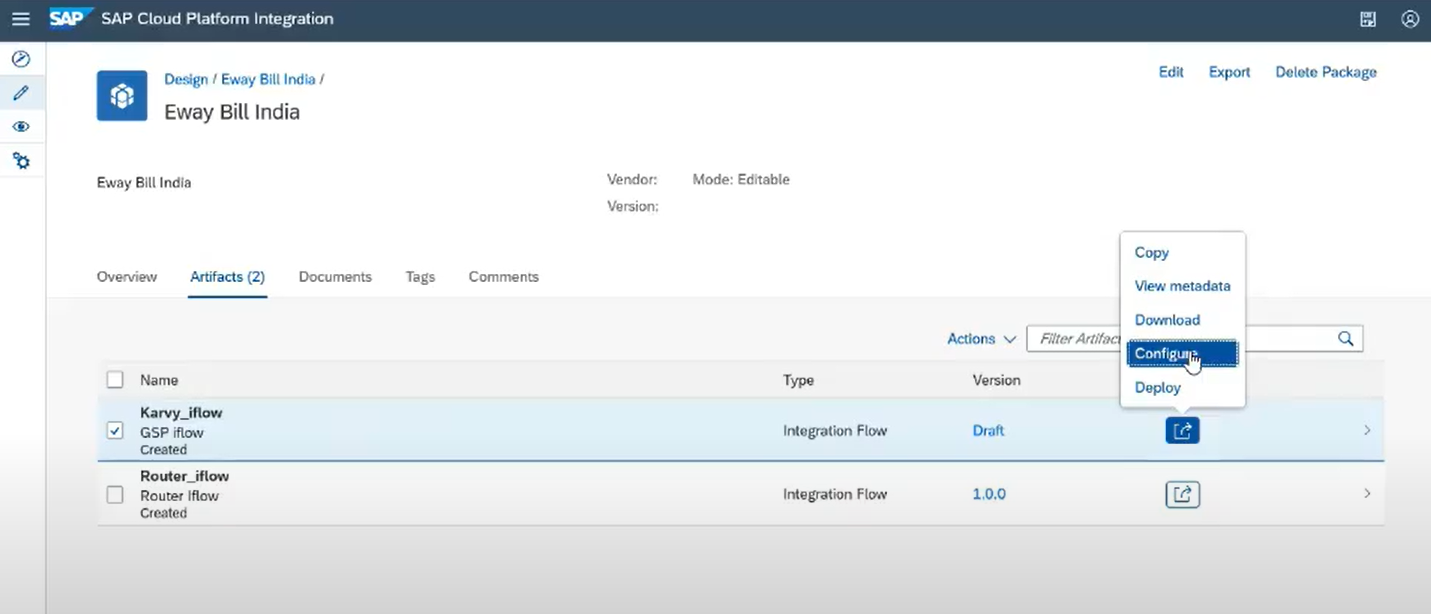 SAP SAP Cloud Platform Integration
Design / Eway Bill India /
Eway Bill India
Edit Export Delete Package
Eway Bill India
Vendor: Mode: Editable
Version:
Overview Artifacts (2) Documents Tags Comments
Copy
View metadata
Download
Configure
Deploy
Actions Filter Artifac
Name Type Version
Karvy_iflow
GSP iflow
Created
Integration Flow Draft
Router_iflow
Router Iflow
Created
Integration Flow 1.0.0